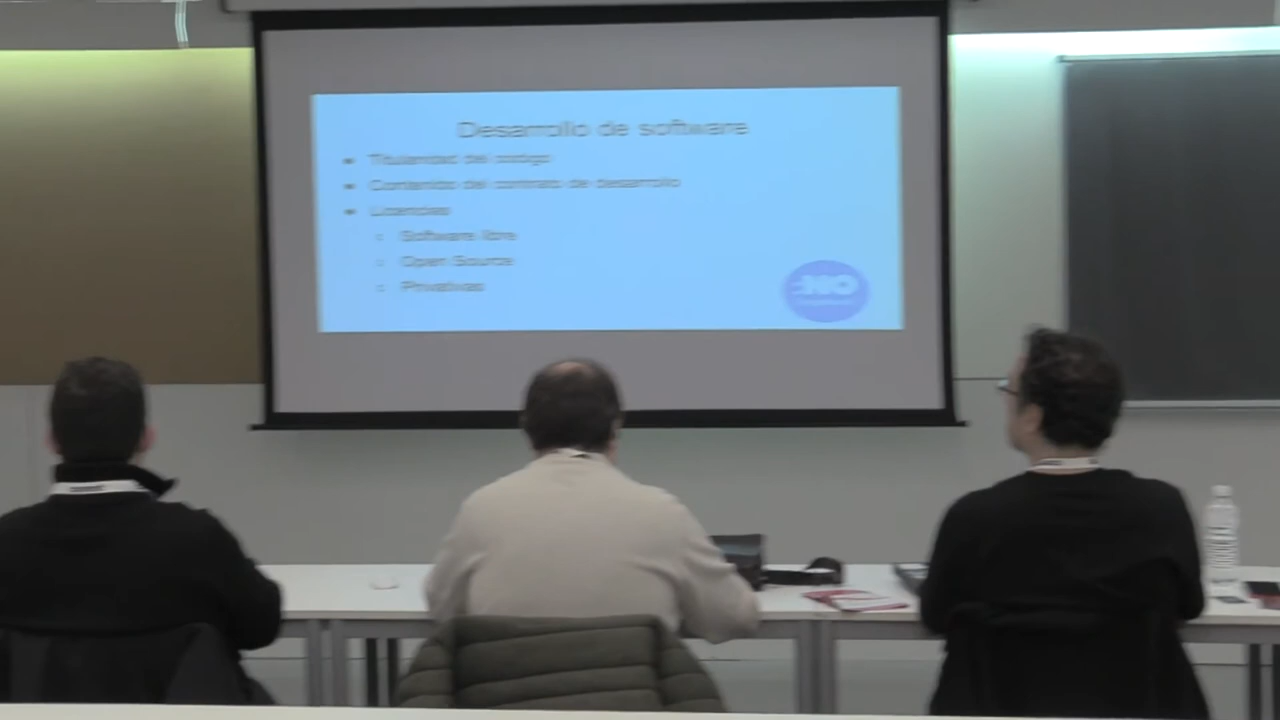 Desarrollo de software
Titularidad del código
Contenido del contrato de desarrollo
Licencias
Software libre
Open Source
Privativas